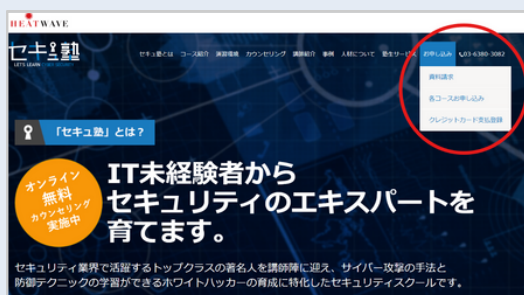 HEATWAVE
セキュ塾
LET'S LEARN CYBER SECURITY
セキュ塾とは コース紹介 演習環境 カウンセリング 講師紹介 事例 人材について 塾生サービス お申し込み 03-6380-3082
資料請求
各コースお申し込み
クレジットカード支払登録
「セキュ塾」とは？
オンライン
無料
カウンセリング
実施中
IT未経験者から
セキュリティのエキスパートを
育てます。
セキュリティ業界で活躍するトップクラスの著名人を講師陣に迎え、サイバー攻撃の手法と
防御テクニックの学習ができるホワイトハッカーの育成に特化したセキュリティスクールです。